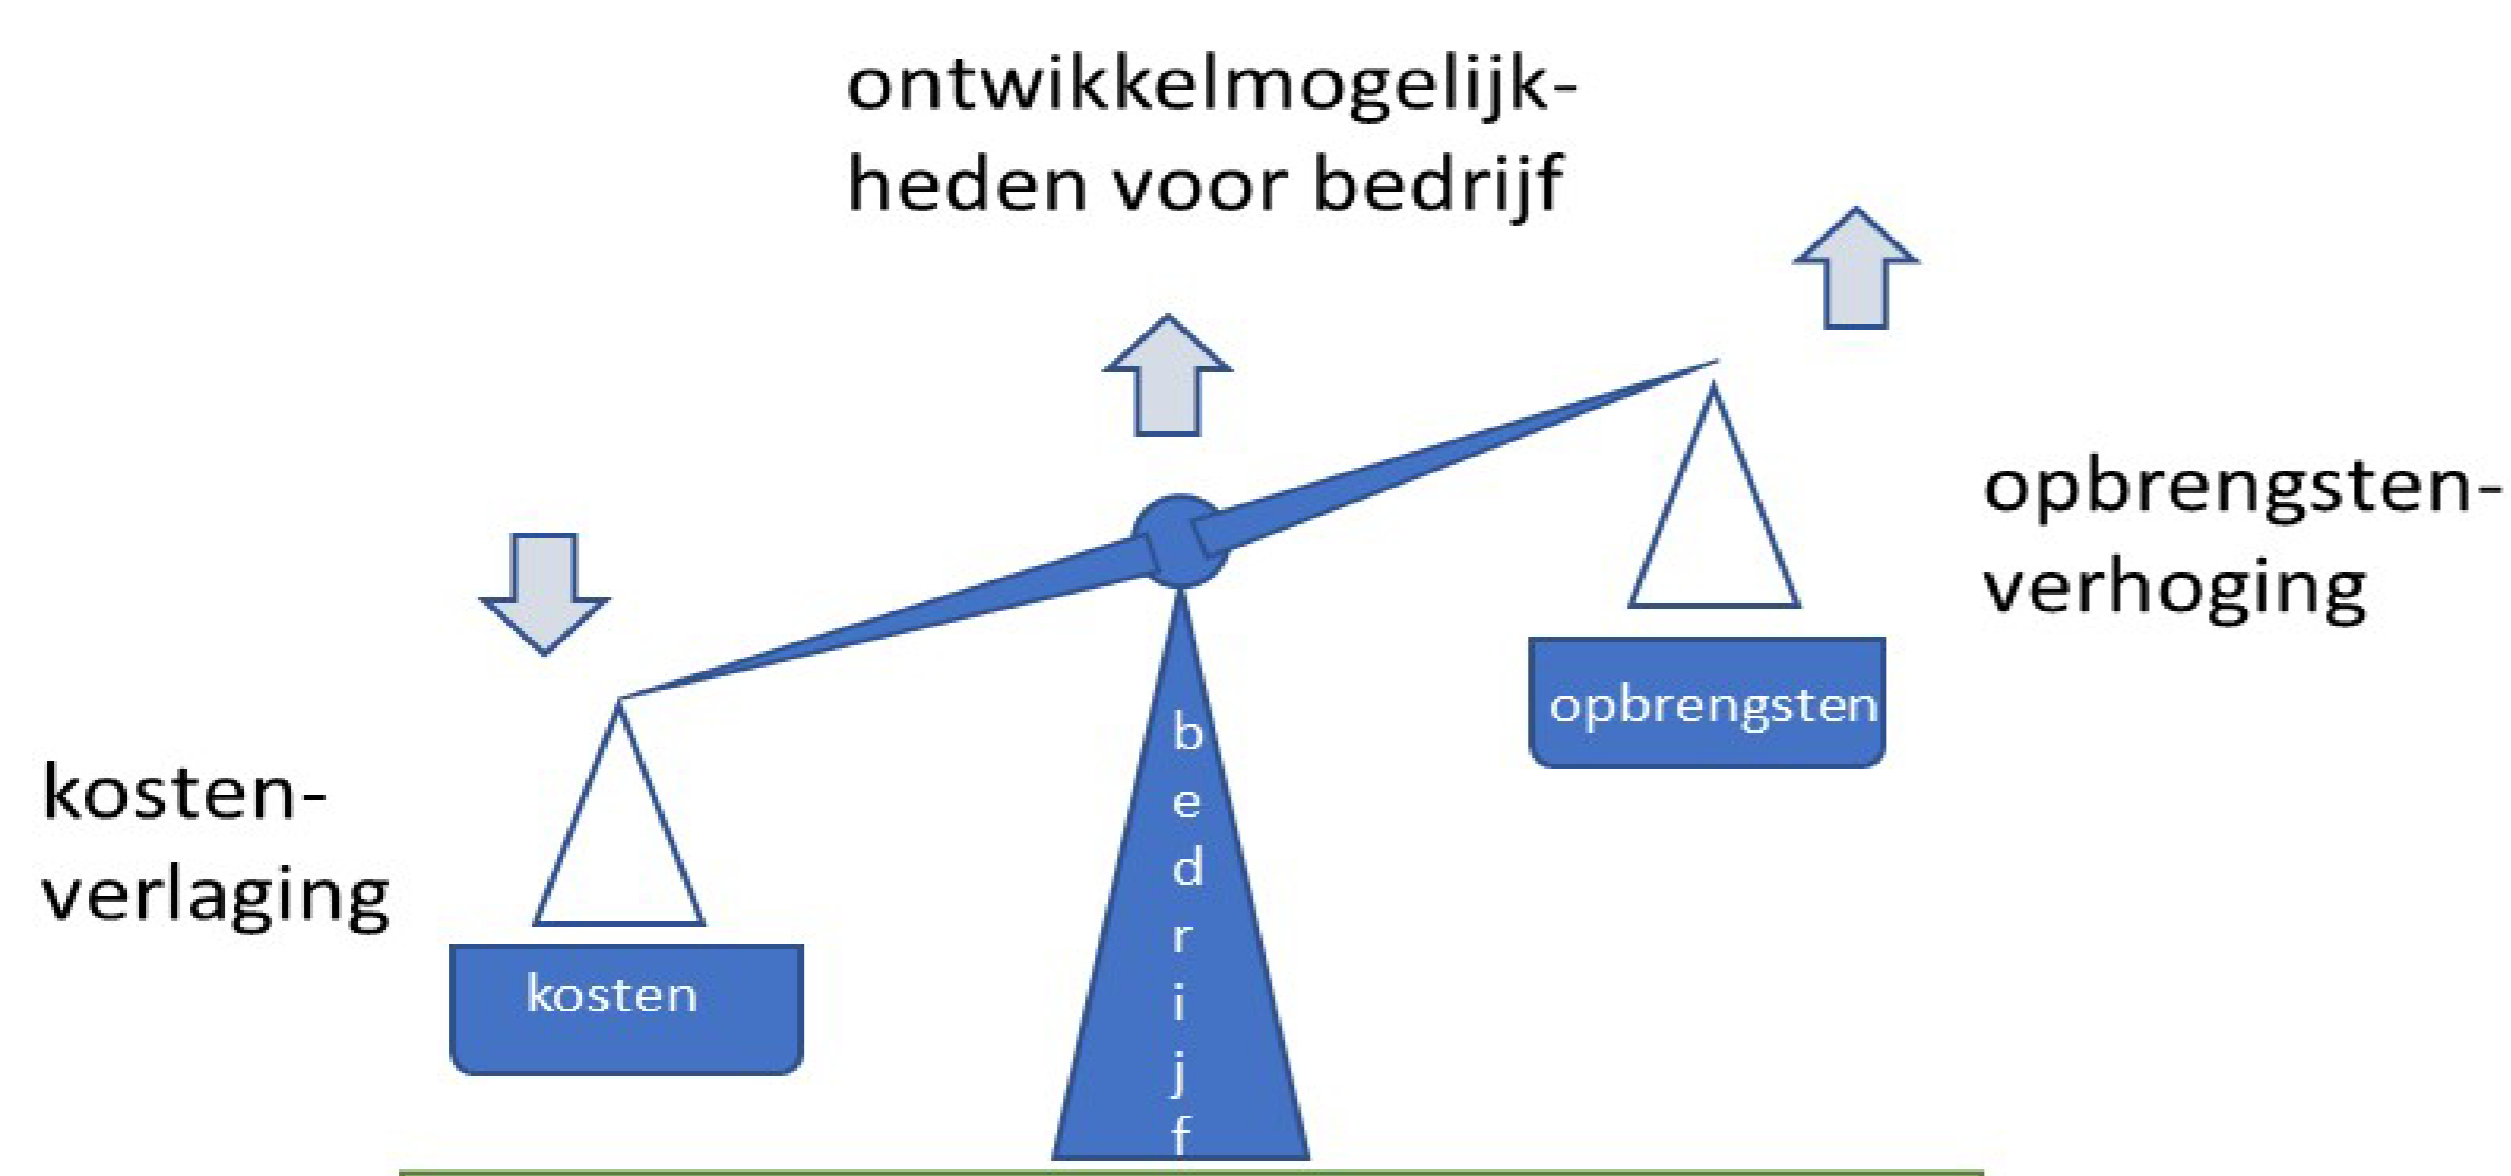 ontwikkelmogelijk-
heden voor bedrijf
opbrengsten-
verhoging
opbrengsten
kosten-
verlaging
kosten
b
e
d
r
i
j
f